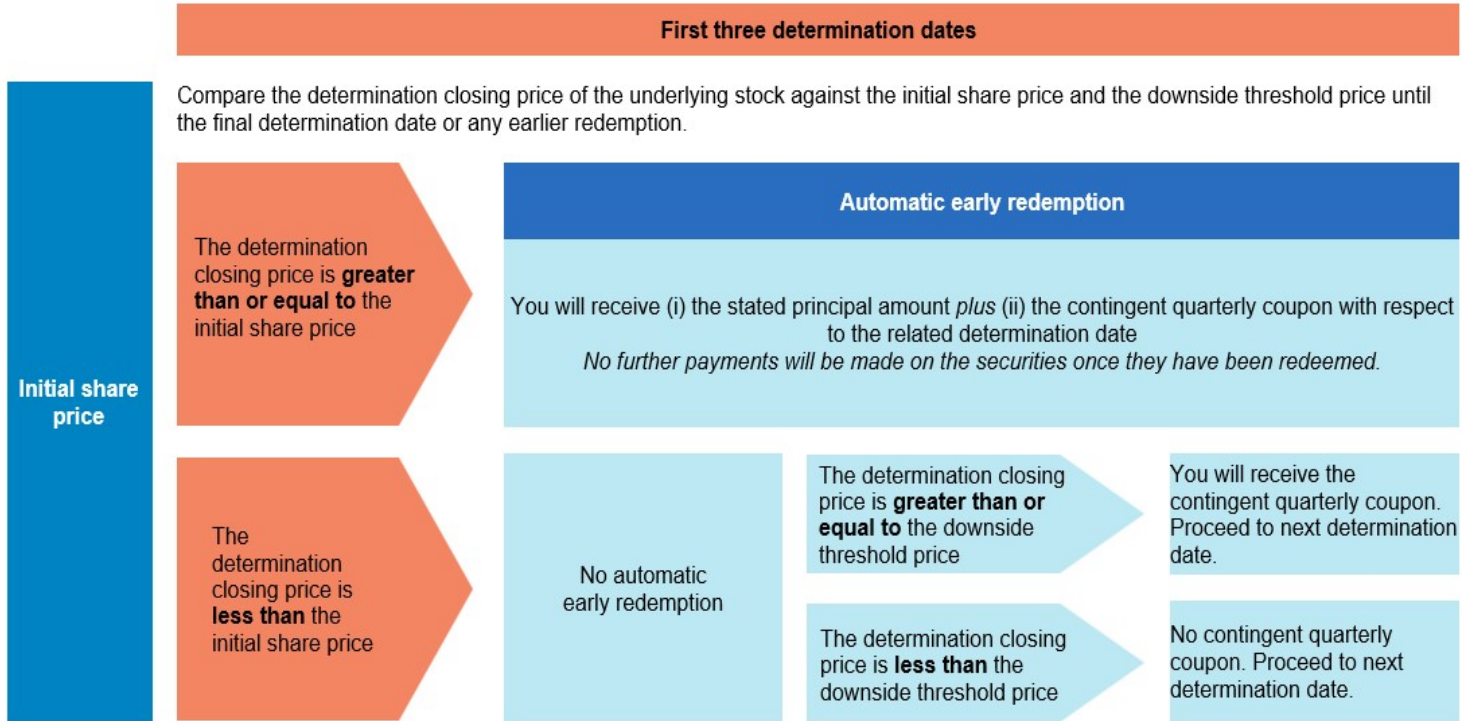 First three determination dates
Compare the determination closing price of the underlying stock against the initial share price and the downside threshold price until
the final determination date or any earlier redemption.
Initial share
price
The determination
closing price is greater
than or equal to the
initial share price
Automatic early redemption
You will receive (i) the stated principal amount plus (ii) the contingent quarterly coupon with respect
to the related determination date
No further payments will be made on the securities once they have been redeemed.
The
determination
closing price is
less than the
initial share price
No automatic
early redemption
The determination closing
price is greater than or
equal to the downside
threshold price
You will receive the
contingent quarterly coupon.
Proceed to next determination
date.
The determination closing
price is less than the
downside threshold price
No contingent quarterly
coupon. Proceed to next
determination date.